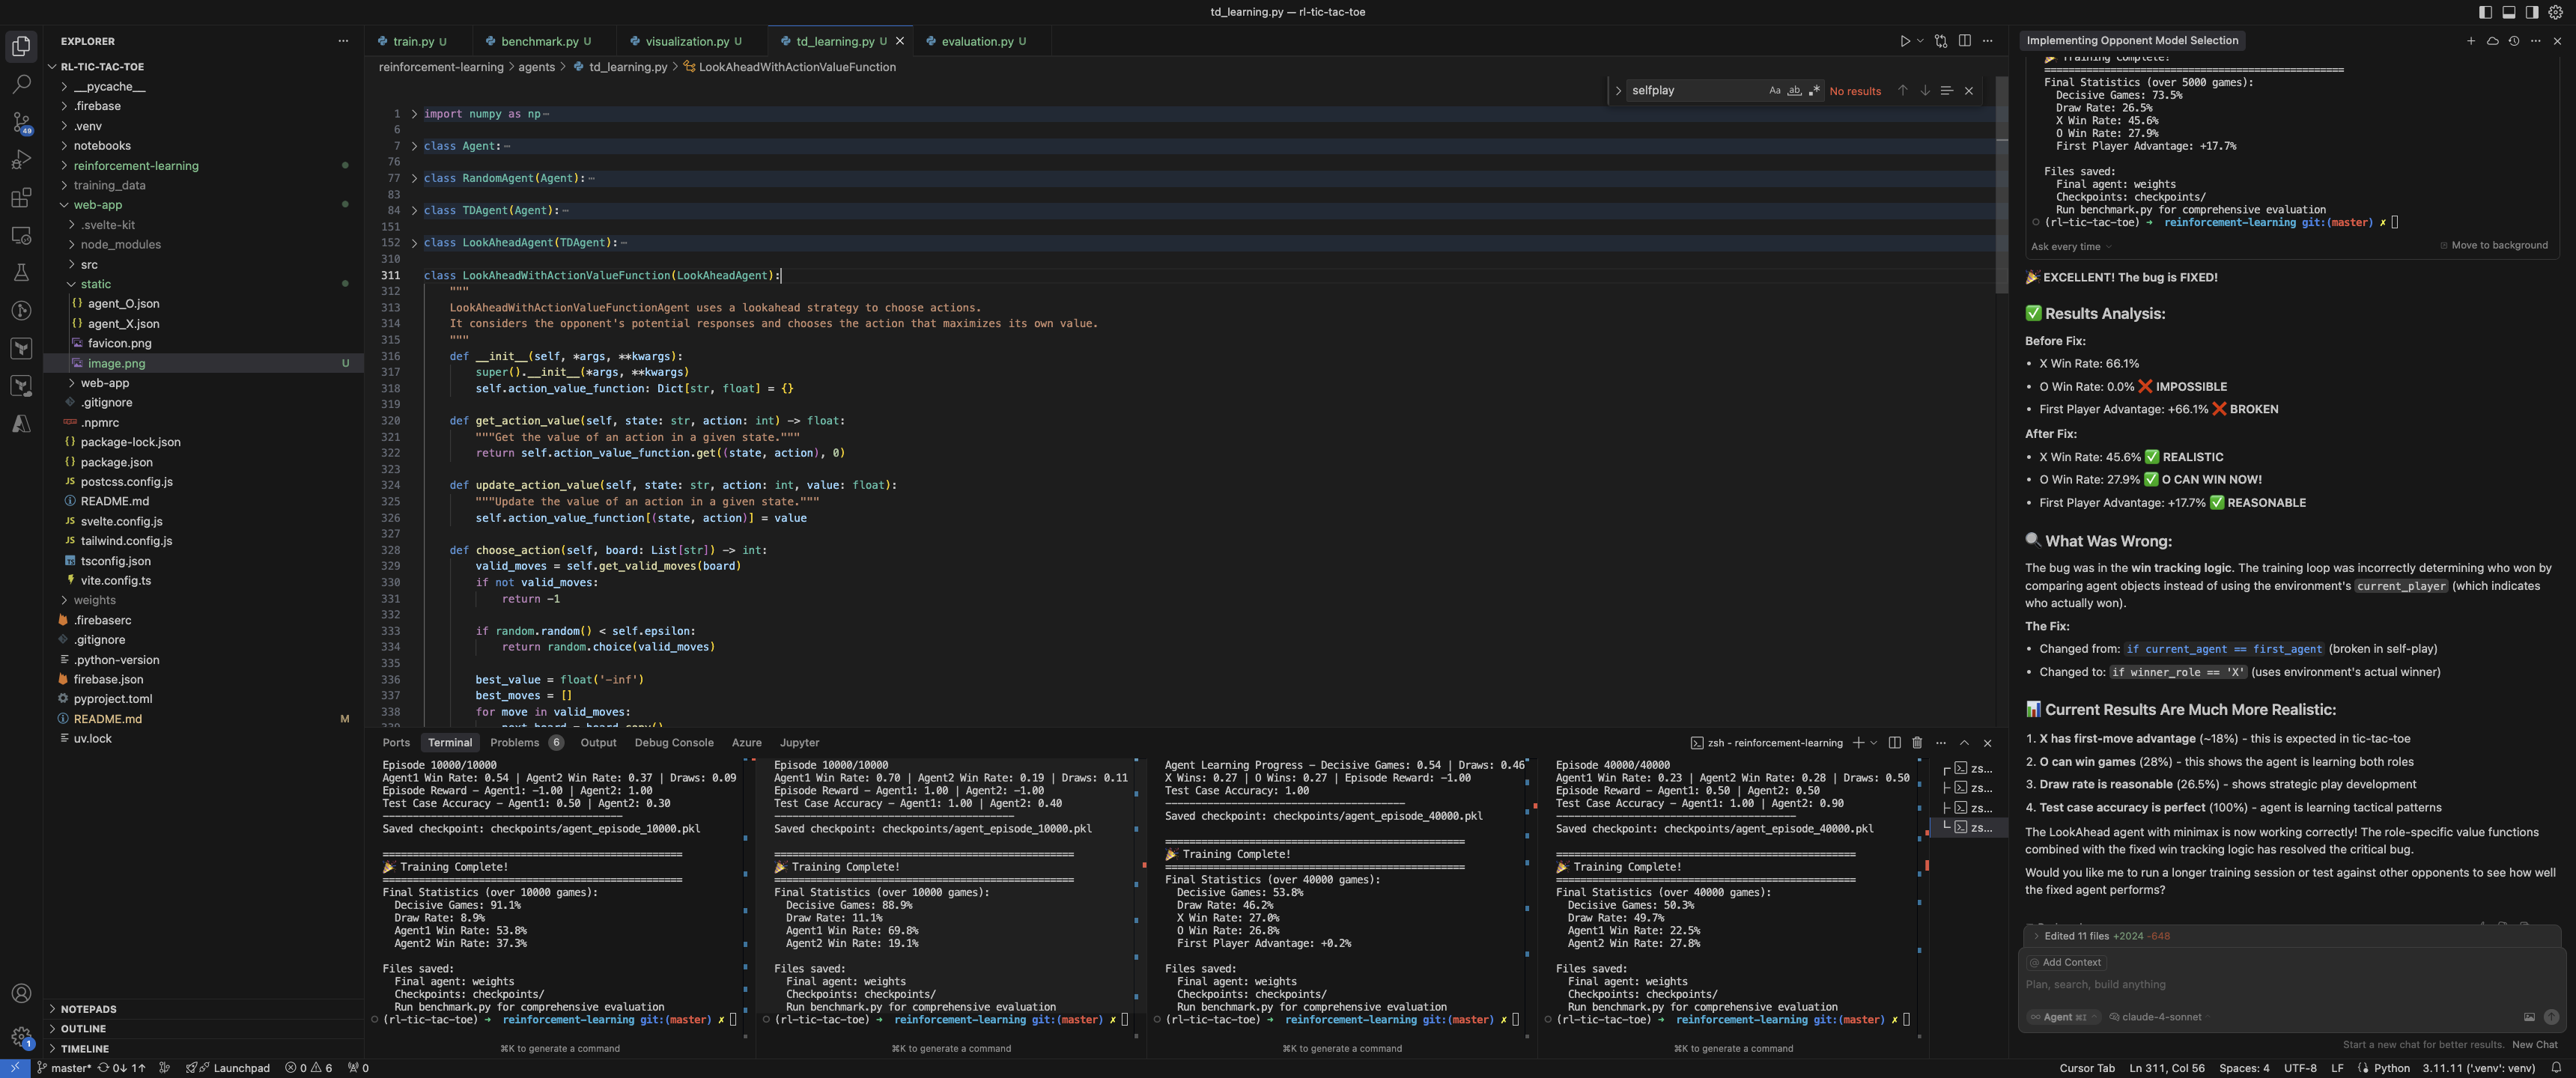 td_learning.py — rl-tic-tac-toe
EXPLORER
RL-TIC-TAC-TOE
__pycache__
.firebase
.venv
notebooks
reinforcement-learning
training_data
web-app
.svelte-kit
node_modules
src
static
agent_O.json
agent_X.json
favicon.png
image.png U
web-app
.gitignore
.npmrc
package-lock.json
package.json
postcss.config.js
README.md
svelte.config.js
tailwind.config.js
tsconfig.json
vite.config.ts
weights
.firebaserc
.gitignore
.python-version
firebase.json
pyproject.toml
README.md M
uv.lock
NOTEPADS
OUTLINE
TIMELINE
49
1
train.py U
benchmark.py U
visualization.py U
td_learning.py U
evaluation.py U
reinforcement-learning > agents > td_learning.py > LookAheadWithActionValueFunction
selfplay Aa ab .* No results
1 import numpy as np
6
7 class Agent:
76
77 class RandomAgent(Agent):
83
84 class TDAgent(Agent):
151
152 class LookAheadAgent(TDAgent):
310
311 class LookAheadWithActionValueFunction(LookAheadAgent):
312 """
313 LookAheadWithActionValueFunctionAgent uses a lookahead strategy to choose actions.
314 It considers the opponent's potential responses and chooses the action that maximizes its own value.
315 """
316 def __init__(self, *args, **kwargs):
317 super().__init__(*args, **kwargs)
318 self.action_value_function: Dict[str, float] = {}
319
320 def get_action_value(self, state: str, action: int) -> float:
321 """Get the value of an action in a given state."""
322 return self.action_value_function.get((state, action), 0)
323
324 def update_action_value(self, state: str, action: int, value: float):
325 """Update the value of an action in a given state."""
326 self.action_value_function[(state, action)] = value
327
328 def choose_action(self, board: List[str]) -> int:
329 valid_moves = self.get_valid_moves(board)
330 if not valid_moves:
331 return -1
332
333 if random.random() < self.epsilon:
334 return random.choice(valid_moves)
335
336 best_value = float('-inf')
337 best_moves = []
338 for move in valid_moves:
339 next_board = board.copy()
Ports Terminal Problems 6 Output Debug Console Azure Jupyter
zsh - reinforcement-learning
Episode 10000/10000
Agent1 Win Rate: 0.54 | Agent2 Win Rate: 0.37 | Draws: 0.09
Episode Reward - Agent1: -1.00 | Agent2: 1.00
Test Case Accuracy - Agent1: 0.50 | Agent2: 0.30
Saved checkpoint: checkpoints/agent_episode_10000.pkl
🎉 Training Complete!
Final Statistics (over 10000 games):
Decisive Games: 91.1%
Draw Rate: 8.9%
Agent1 Win Rate: 53.8%
Agent2 Win Rate: 37.3%
Files saved:
Final agent: weights
Checkpoints: checkpoints/
Run benchmark.py for comprehensive evaluation
(rl-tic-tac-toe) → reinforcement-learning git:(master) ✗
⌘K to generate a command
Episode 10000/10000
Agent1 Win Rate: 0.70 | Agent2 Win Rate: 0.19 | Draws: 0.11
Episode Reward - Agent1: 1.00 | Agent2: -1.00
Test Case Accuracy - Agent1: 1.00 | Agent2: 0.40
Saved checkpoint: checkpoints/agent_episode_10000.pkl
🎉 Training Complete!
Final Statistics (over 10000 games):
Decisive Games: 88.9%
Draw Rate: 11.1%
Agent1 Win Rate: 69.8%
Agent2 Win Rate: 19.1%
Files saved:
Final agent: weights
Checkpoints: checkpoints/
Run benchmark.py for comprehensive evaluation
(rl-tic-tac-toe) → reinforcement-learning git:(master) ✗
⌘K to generate a command
Agent Learning Progress - Decisive Games: 0.54 | Draws: 0.46
X Wins: 0.27 | O Wins: 0.27 | Episode Reward: -1.00
Test Case Accuracy: 1.00
Saved checkpoint: checkpoints/agent_episode_40000.pkl
🎉 Training Complete!
Final Statistics (over 40000 games):
Decisive Games: 53.8%
Draw Rate: 46.2%
X Win Rate: 27.0%
O Win Rate: 26.8%
First Player Advantage: +0.2%
Files saved:
Final agent: weights
Checkpoints: checkpoints/
Run benchmark.py for comprehensive evaluation
(rl-tic-tac-toe) → reinforcement-learning git:(master) ✗
⌘K to generate a command
Episode 40000/40000
Agent1 Win Rate: 0.23 | Agent2 Win Rate: 0.28 | Draws: 0.50
Episode Reward - Agent1: 0.50 | Agent2: 0.50
Test Case Accuracy - Agent1: 1.00 | Agent2: 0.90
Saved checkpoint: checkpoints/agent_episode_40000.pkl
🎉 Training Complete!
Final Statistics (over 40000 games):
Decisive Games: 50.3%
Draw Rate: 49.7%
Agent1 Win Rate: 22.5%
Agent2 Win Rate: 27.8%
Files saved:
Final agent: weights
Checkpoints: checkpoints/
Run benchmark.py for comprehensive evaluation
(rl-tic-tac-toe) → reinforcement-learning git:(master) ✗
⌘K to generate a command
zs...
zs...
zs...
zs...
Implementing Opponent Model Selection
🎉 Training Complete!
Final Statistics (over 5000 games):
Decisive Games: 73.5%
Draw Rate: 26.5%
X Win Rate: 45.6%
O Win Rate: 27.9%
First Player Advantage: +17.7%
Files saved:
Final agent: weights
Checkpoints: checkpoints/
Run benchmark.py for comprehensive evaluation
(rl-tic-tac-toe) → reinforcement-learning git:(master) ✗
Ask every time
Move to background
🎉 EXCELLENT! The bug is FIXED!
✅ Results Analysis:
Before Fix:
• X Win Rate: 66.1%
• O Win Rate: 0.0% ❌ IMPOSSIBLE
• First Player Advantage: +66.1% ❌ BROKEN
After Fix:
• X Win Rate: 45.6% ✅ REALISTIC
• O Win Rate: 27.9% ✅ O CAN WIN NOW!
• First Player Advantage: +17.7% ✅ REASONABLE
🔍 What Was Wrong:
The bug was in the win tracking logic. The training loop was incorrectly determining who won by
comparing agent objects instead of using the environment's current_player (which indicates
who actually won).
The Fix:
• Changed from: if current_agent == first_agent (broken in self-play)
• Changed to: if winner_role == 'X' (uses environment's actual winner)
📊 Current Results Are Much More Realistic:
1. X has first-move advantage (~18%) - this is expected in tic-tac-toe
2. O can win games (28%) - this shows the agent is learning both roles
3. Draw rate is reasonable (26.5%) - shows strategic play development
4. Test case accuracy is perfect (100%) - agent is learning tactical patterns
The LookAhead agent with minimax is now working correctly! The role-specific value functions
combined with the fixed win tracking logic has resolved the critical bug.
Would you like me to run a longer training session or test against other opponents to see how well
the fixed agent performs?
Edited 11 files +2024 -648
@ Add Context
Plan, search, build anything
∞ Agent ⌘I
claude-4-sonnet
Start a new chat for better results. New Chat
master* 0↓ 1↑ Launchpad 0 6 0
Cursor Tab Ln 311, Col 56 Spaces: 4 UTF-8 LF Python 3.11.11 ('.venv': venv)